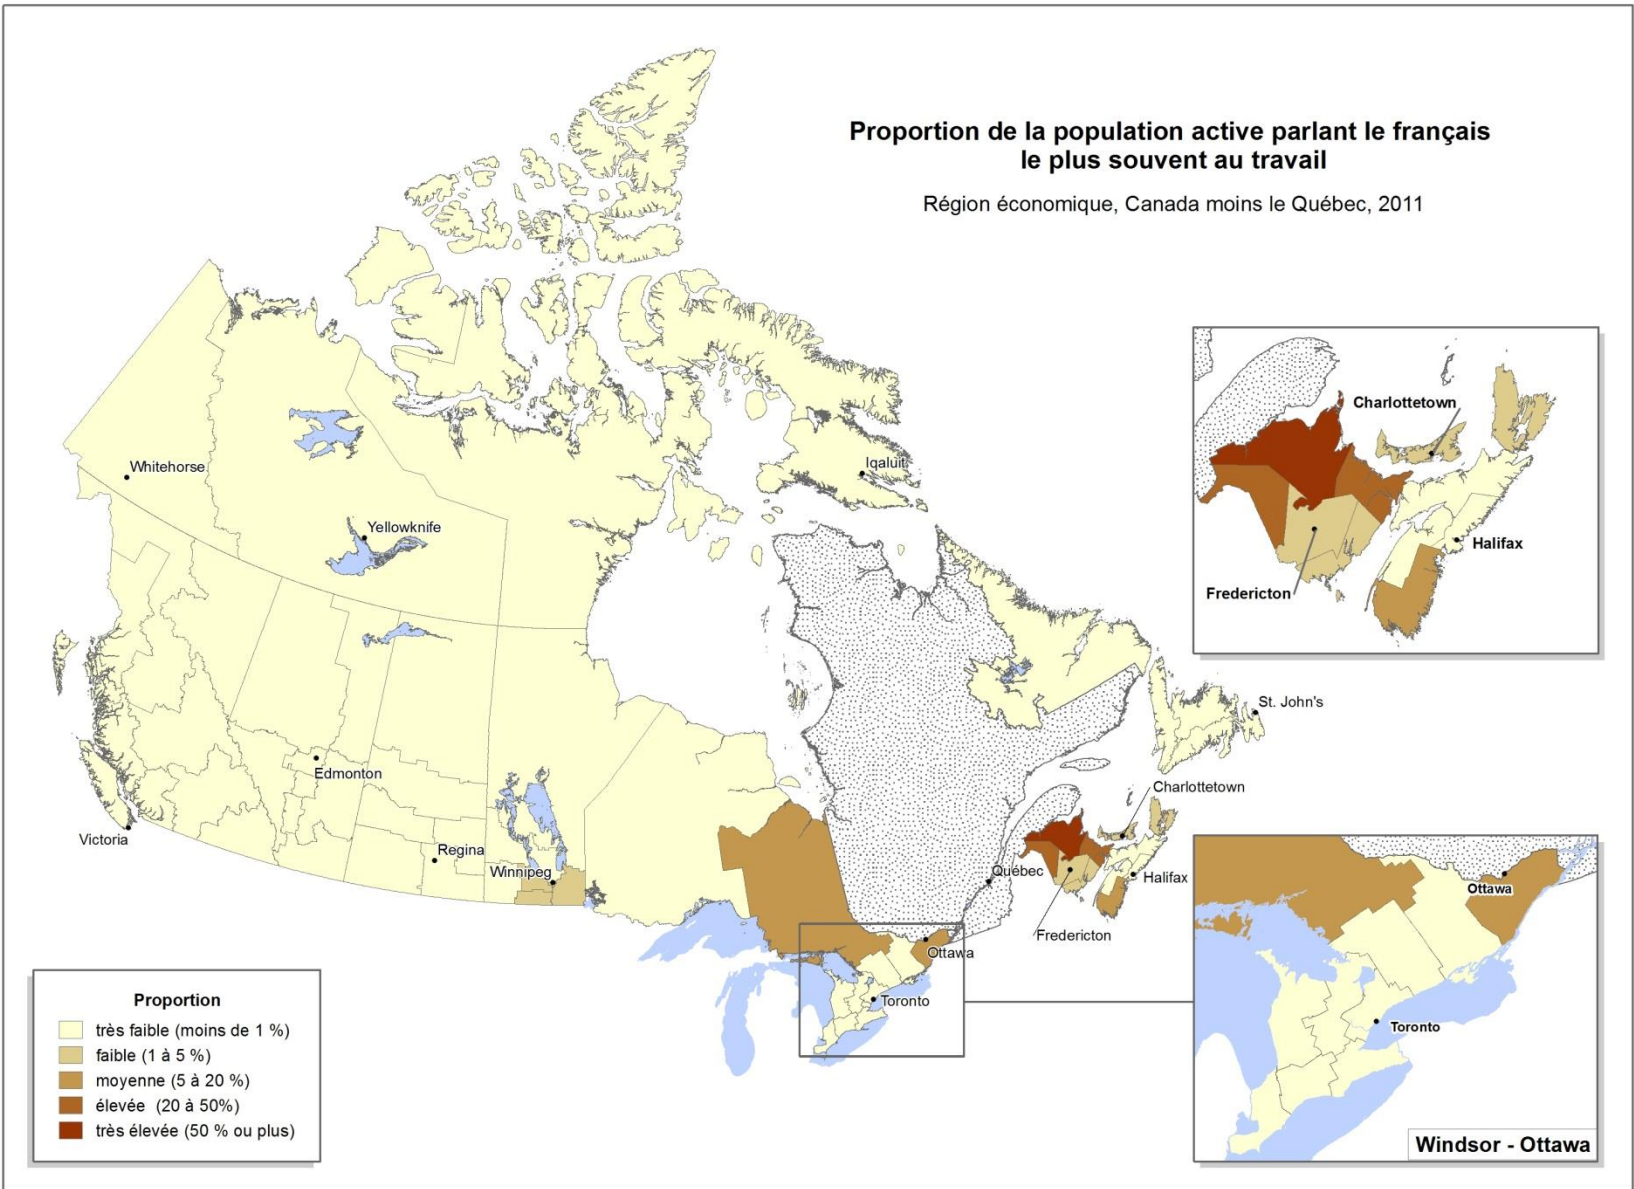 Proportion de la population active parlant le français
le plus souvent au travail
Région économique, Canada moins le Québec, 2011
Whitehorse
Yellowknife
Iqaluit
Edmonton
Victoria
Regina
Winnipeg
St. John's
Charlottetown
Québec
Halifax
Fredericton
Ottawa
Toronto
Charlottetown
Halifax
Fredericton
Ottawa
Toronto
Windsor - Ottawa
Proportion
très faible (moins de 1 %)
faible (1 à 5 %)
moyenne (5 à 20 %)
élevée (20 à 50%)
très élevée (50 % ou plus)